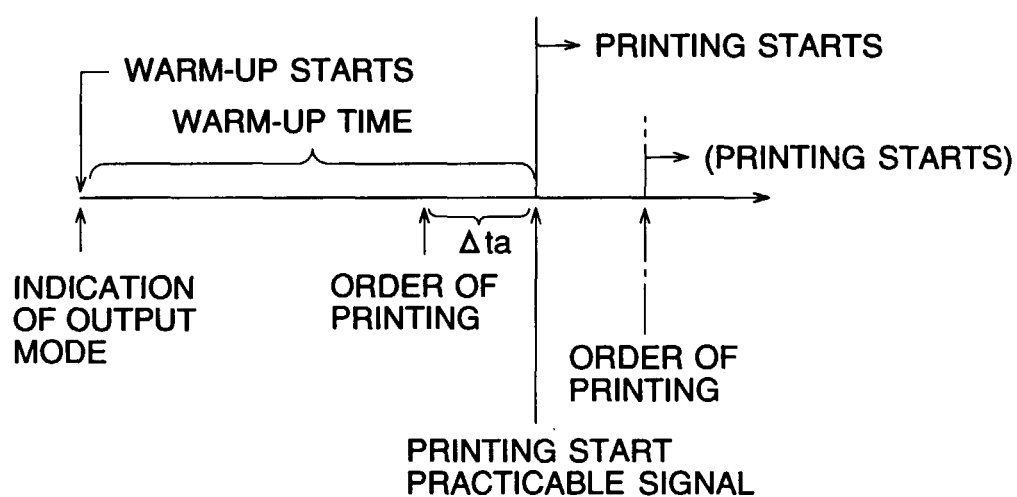 PRINTING STARTS
WARM-UP STARTS
WARM-UP TIME
(PRINTING STARTS)
Δta
INDICATION
OF OUTPUT
MODE
ORDER OF
PRINTING
ORDER OF
PRINTING
PRINTING START
PRACTICABLE SIGNAL